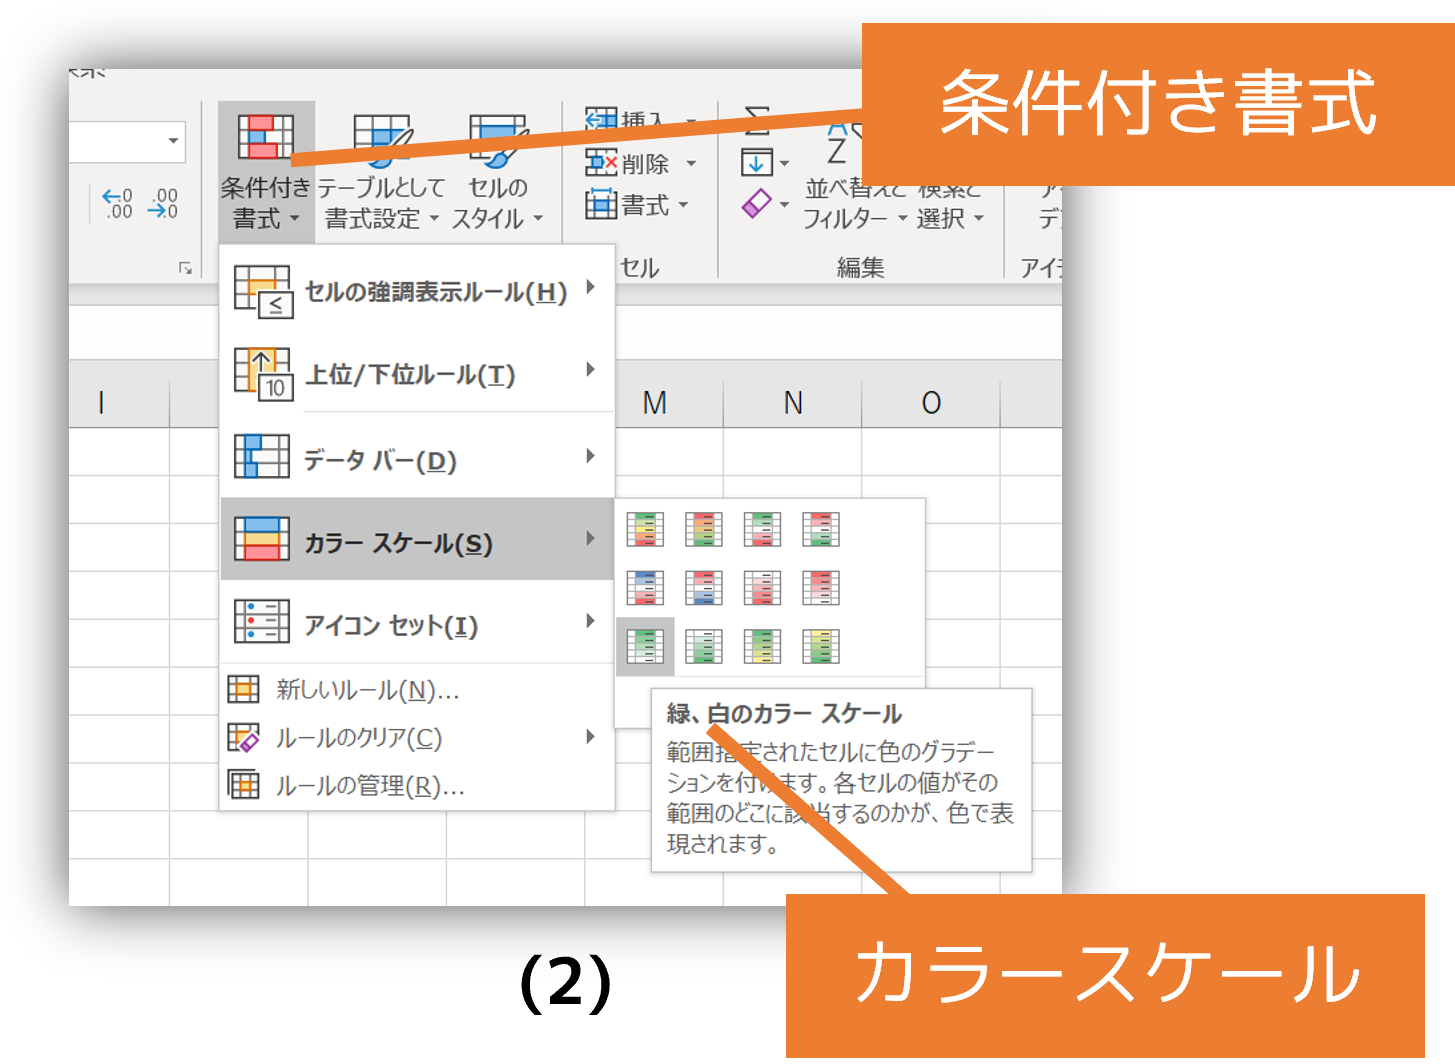 条件付き書式
挿入
削除
書式
条件付き
書式
テーブルとして
書式設定
セルの
スタイル
並べ替えと
フィルター
検索と
選択
←0
.00
.00
→0
Σ
Z
10
セル
編集
セルの強調表示ルール(H)
上位/下位ルール(T)
データ バー(D)
カラー スケール(S)
アイコン セット(I)
新しいルール(N)...
ルールのクリア(C)
ルールの管理(R)...
I
M
N
O
緑、白のカラー スケール
範囲指定されたセルに色のグラデー
ションを付けます。各セルの値がその
範囲のどこに該当するのかが、色で表
現されます。
カラースケール
(2)